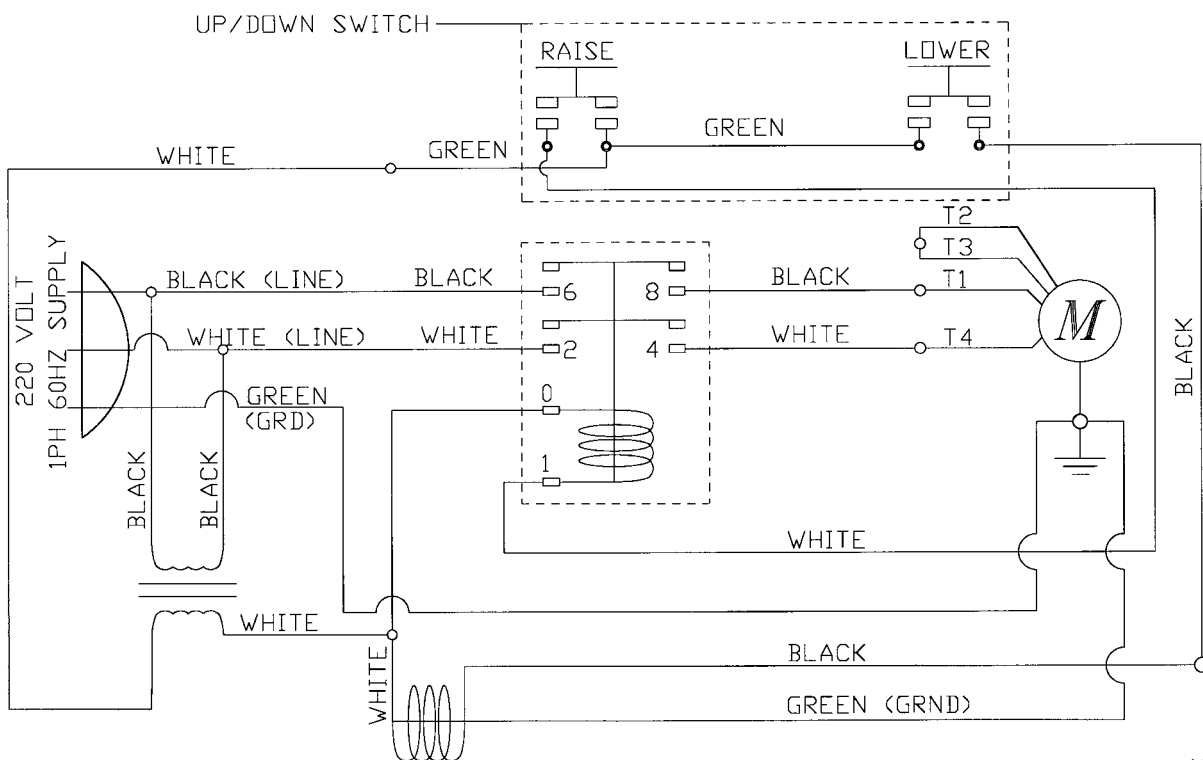 UP/DOWN SWITCH
RAISE
LOWER
GREEN
WHITE
GREEN
T2
T3
220 VOLT
1PH 60HZ SUPPLY
BLACK (LINE)
BLACK
6
8
BLACK
T1
WHITE (LINE)
WHITE
2
4
WHITE
T4
M
BLACK
GREEN
(GRD)
0
1
BLACK
BLACK
WHITE
WHITE
WHITE
BLACK
GREEN (GRND)